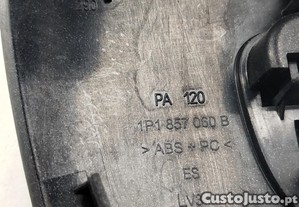 PA 120
1P1 857 060 B
> ABS + PC <
ES
CustoJusto.pt